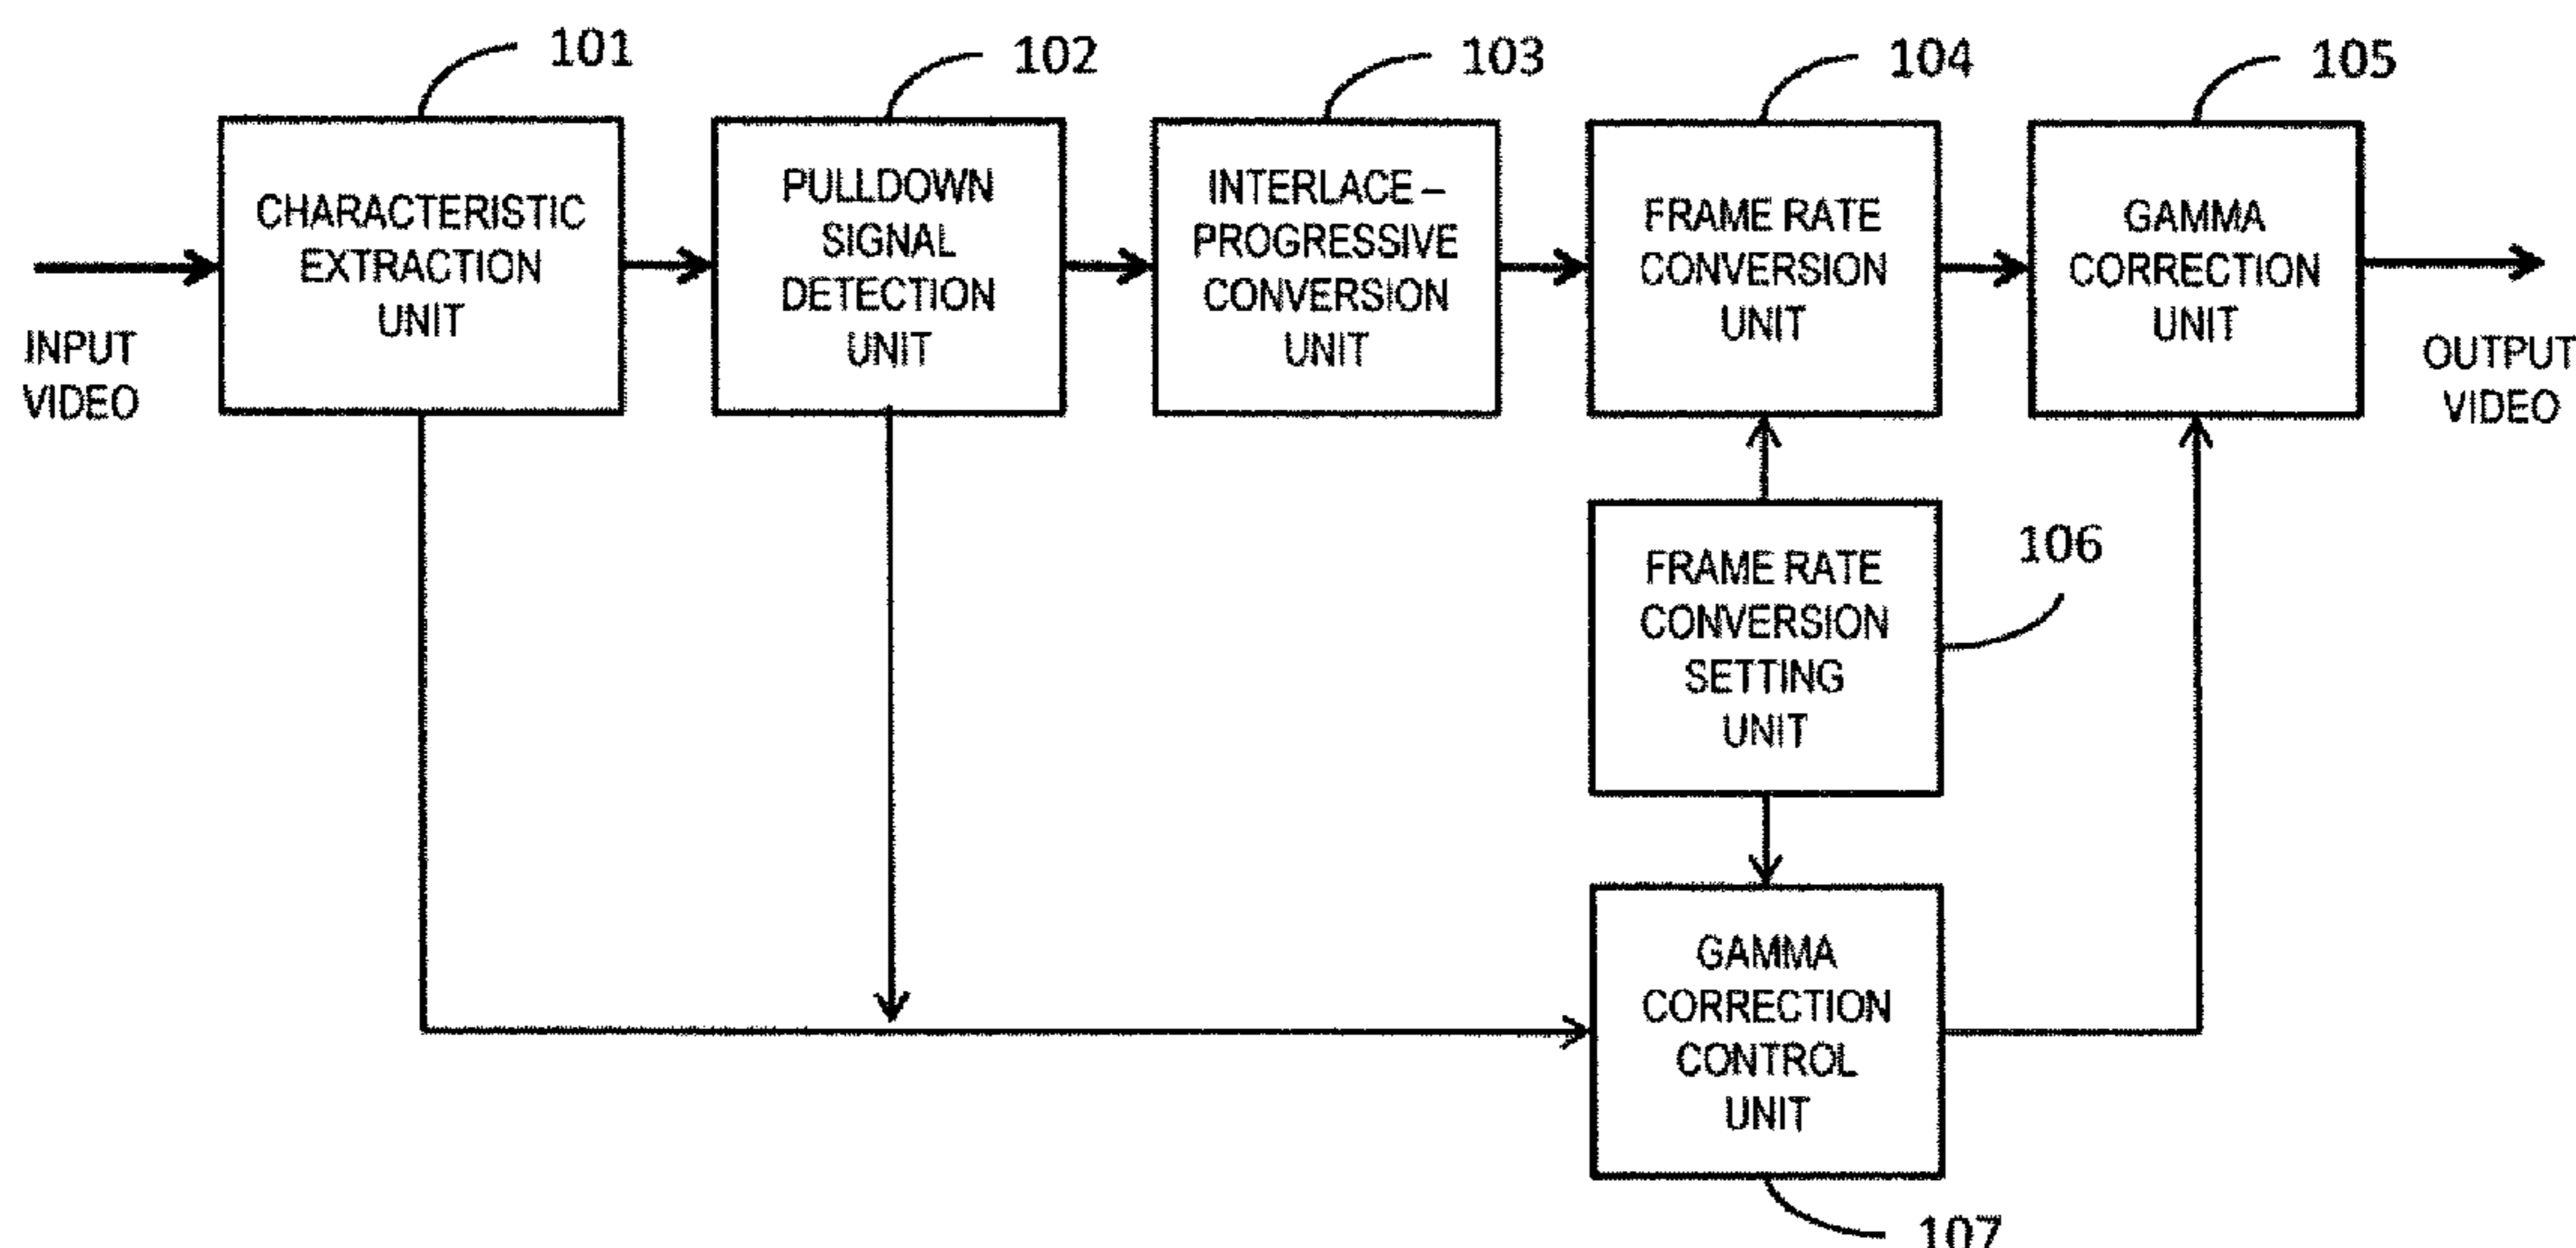 101
102
103
104
105
CHARACTERISTIC
EXTRACTION
UNIT
PULLDOWN
SIGNAL
DETECTION
UNIT
INTERLACE –
PROGRESSIVE
CONVERSION
UNIT
FRAME RATE
CONVERSION
UNIT
GAMMA
CORRECTION
UNIT
INPUT
VIDEO
OUTPUT
VIDEO
FRAME RATE
CONVERSION
SETTING
UNIT
106
GAMMA
CORRECTION
CONTROL
UNIT
107